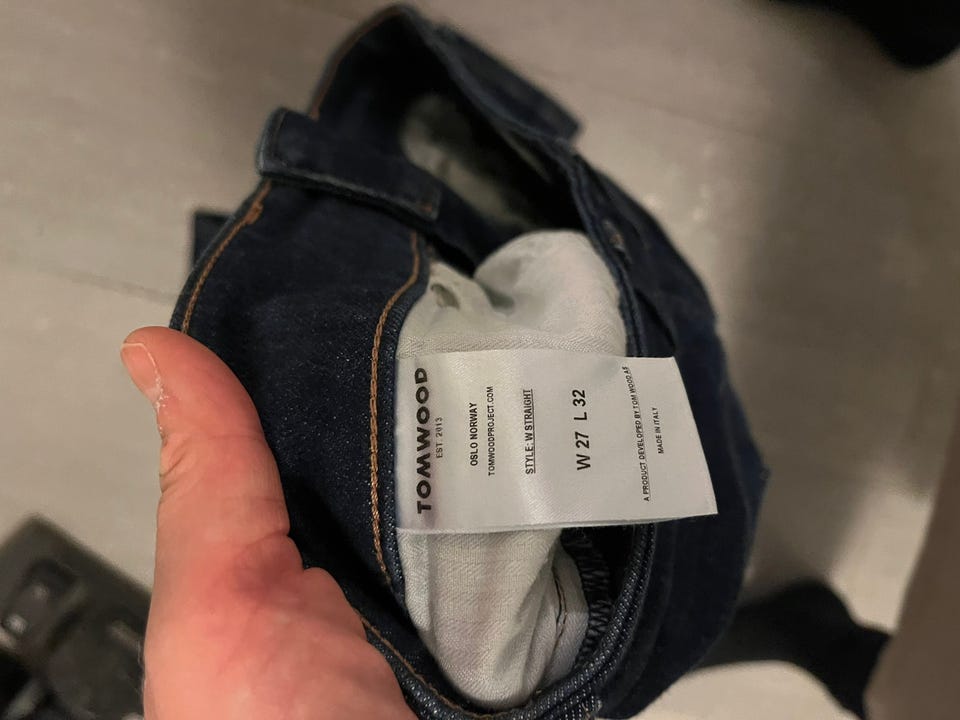 TOMWOOD
EST. 2013
OSLO NORWAY
TOMWOODPROJECT.COM
STYLE: W STRAIGHT
W 27 L 32
A PRODUCT DEVELOPED BY TOM WOOD AS
MADE IN ITALY